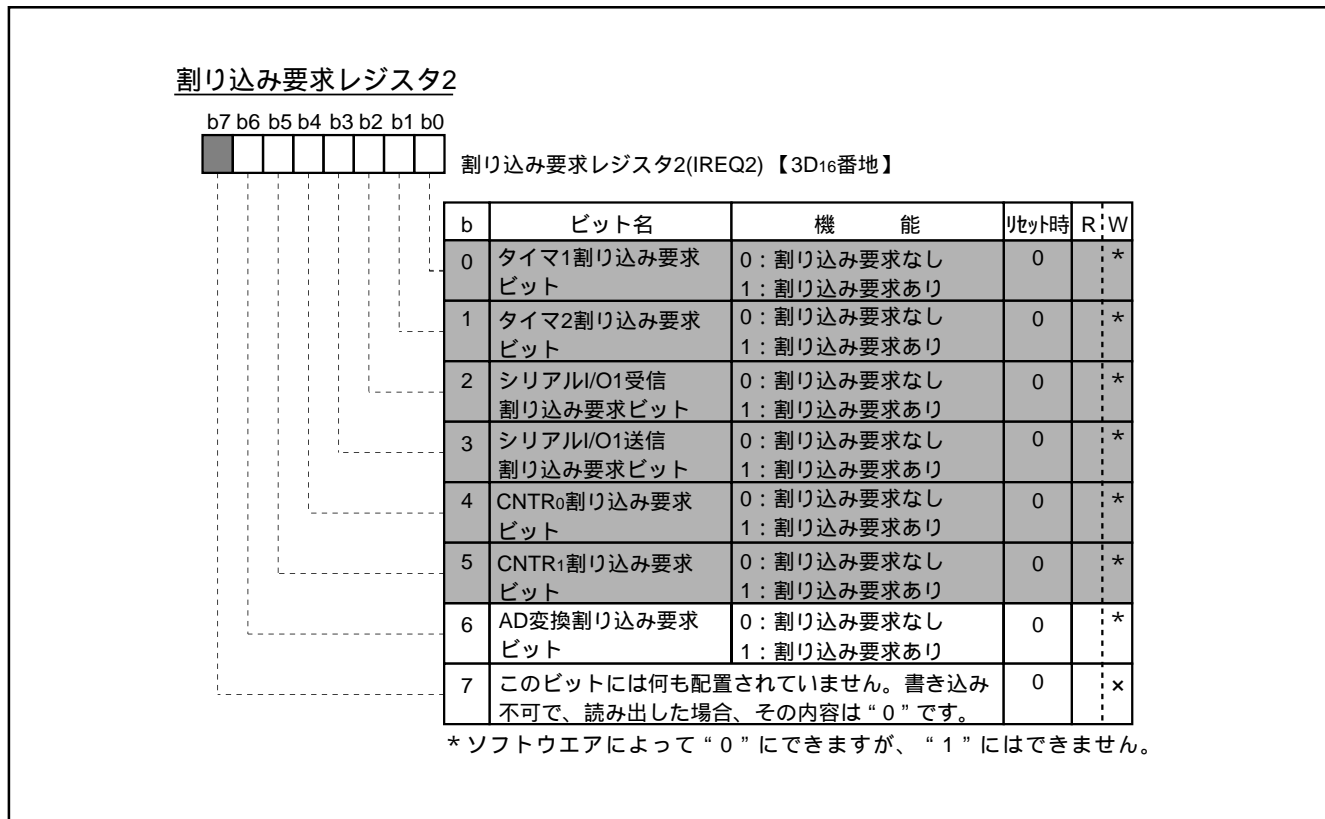 割り込み要求レジスタ2
b7 b6 b5 b4 b3 b2 b1 b0
割り込み要求レジスタ2(IREQ2)【3D16番地】
b ビット名 機 能 リセット時 R W
0 タイマ1割り込み要求 0：割り込み要求なし 0 *
ビット 1：割り込み要求あり
1 タイマ2割り込み要求 0：割り込み要求なし 0 *
ビット 1：割り込み要求あり
2 シリアルI/O1受信 0：割り込み要求なし 0 *
割り込み要求ビット 1：割り込み要求あり
3 シリアルI/O1送信 0：割り込み要求なし 0 *
割り込み要求ビット 1：割り込み要求あり
4 CNTR0割り込み要求 0：割り込み要求なし 0 *
ビット 1：割り込み要求あり
5 CNTR1割り込み要求 0：割り込み要求なし 0 *
ビット 1：割り込み要求あり
6 AD変換割り込み要求 0：割り込み要求なし 0 *
ビット 1：割り込み要求あり
7 このビットには何も配置されていません。書き込み 0 ×
不可で、読み出した場合、その内容は“0”です。
*ソフトウエアによって“0”にできますが、“1”にはできません。